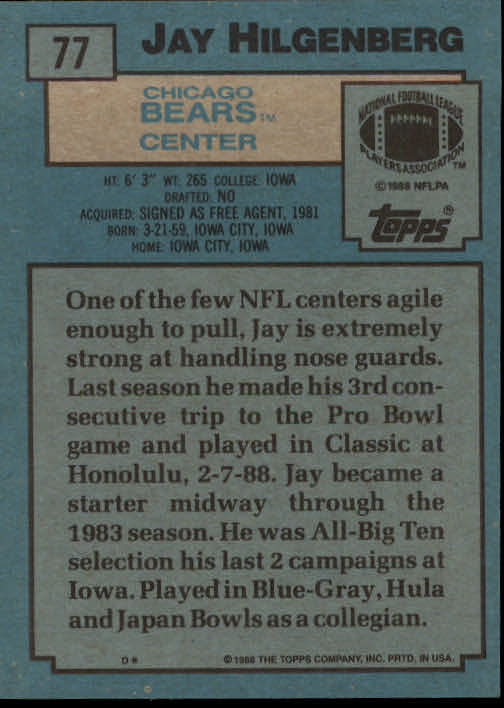 77
JAY HILGENBERG
CHICAGO
BEARS™
CENTER
NATIONAL FOOTBALL LEAGUE
PLAYERS ASSOCIATION
™
© 1988 NFLPA
topps®
HT: 6' 3" WT: 265 COLLEGE: IOWA
DRAFTED: NO
ACQUIRED: SIGNED AS FREE AGENT, 1981
BORN: 3-21-59, IOWA CITY, IOWA
HOME: IOWA CITY, IOWA
One of the few NFL centers agile
enough to pull, Jay is extremely
strong at handling nose guards.
Last season he made his 3rd con-
secutive trip to the Pro Bowl
game and played in Classic at
Honolulu, 2-7-88. Jay became a
starter midway through the
1983 season. He was All-Big Ten
selection his last 2 campaigns at
Iowa. Played in Blue-Gray, Hula
and Japan Bowls as a collegian.
D* © 1988 THE TOPPS COMPANY, INC. PRTD. IN USA.